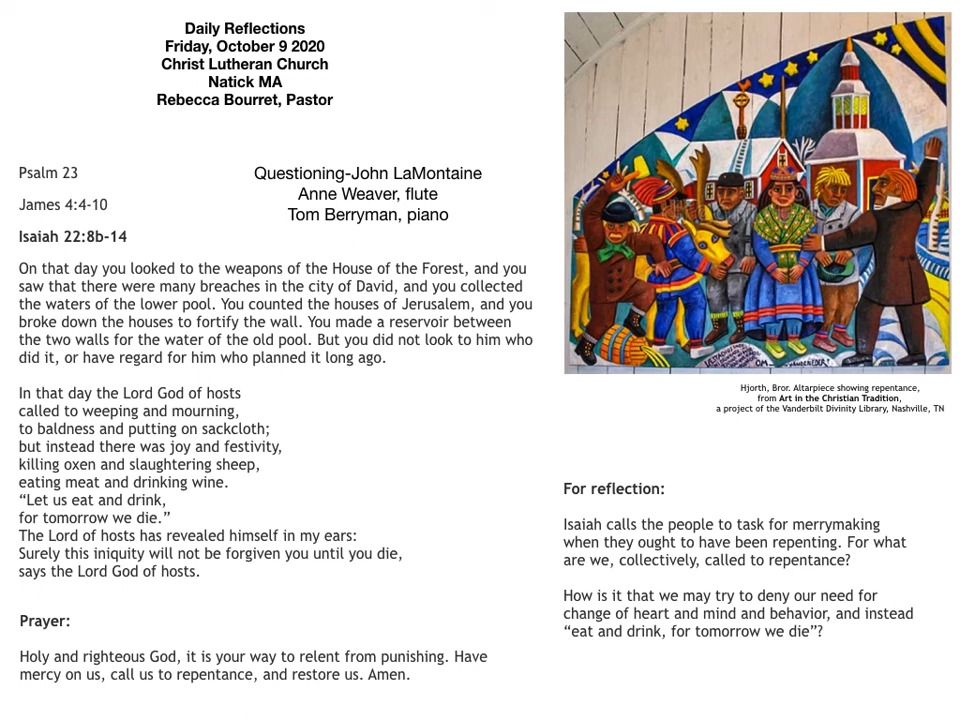 Daily Reflections
Friday, October 9 2020
Christ Lutheran Church
Natick MA
Rebecca Bourret, Pastor
Psalm 23
James 4:4-10
Isaiah 22:8b-14
Questioning-John LaMontaine
Anne Weaver, flute
Tom Berryman, piano
On that day you looked to the weapons of the House of the Forest, and you
saw that there were many breaches in the city of David, and you collected
the waters of the lower pool. You counted the houses of Jerusalem, and you
broke down the houses to fortify the wall. You made a reservoir between
the two walls for the water of the old pool. But you did not look to him who
did it, or have regard for him who planned it long ago.
In that day the Lord God of hosts
called to weeping and mourning,
to baldness and putting on sackcloth;
but instead there was joy and festivity,
killing oxen and slaughtering sheep,
eating meat and drinking wine.
“Let us eat and drink,
for tomorrow we die.”
The Lord of hosts has revealed himself in my ears:
Surely this iniquity will not be forgiven you until you die,
says the Lord God of hosts.
Prayer:
Holy and righteous God, it is your way to relent from punishing. Have
mercy on us, call us to repentance, and restore us. Amen.
Hjorth, Bror. Altarpiece showing repentance,
from Art in the Christian Tradition,
a project of the Vanderbilt Divinity Library, Nashville, TN
For reflection:
Isaiah calls the people to task for merrymaking
when they ought to have been repenting. For what
are we, collectively, called to repentance?
How is it that we may try to deny our need for
change of heart and mind and behavior, and instead
“eat and drink, for tomorrow we die”?